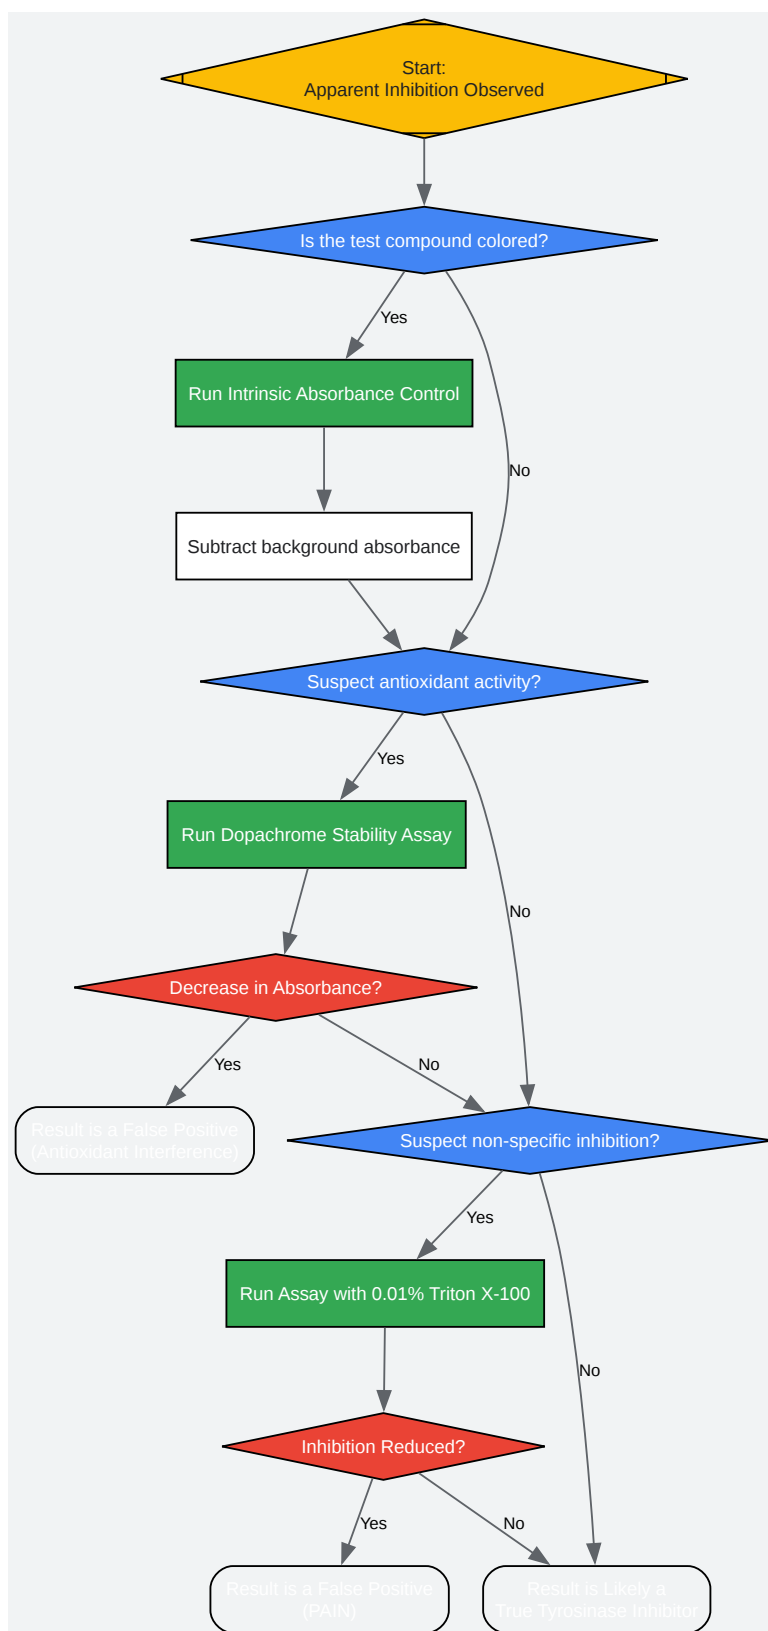 Start:
Apparent Inhibition Observed
Is the test compound colored?
Yes
Run Intrinsic Absorbance Control
No
Subtract background absorbance
Suspect antioxidant activity?
Yes
Run Dopachrome Stability Assay
No
Decrease in Absorbance?
Yes
No
Result is a False Positive
(Antioxidant Interference)
Suspect non-specific inhibition?
Yes
Run Assay with 0.01% Triton X-100
No
Inhibition Reduced?
Yes
No
Result is a False Positive
(PAIN)
Result is Likely a
True Tyrosinase Inhibitor